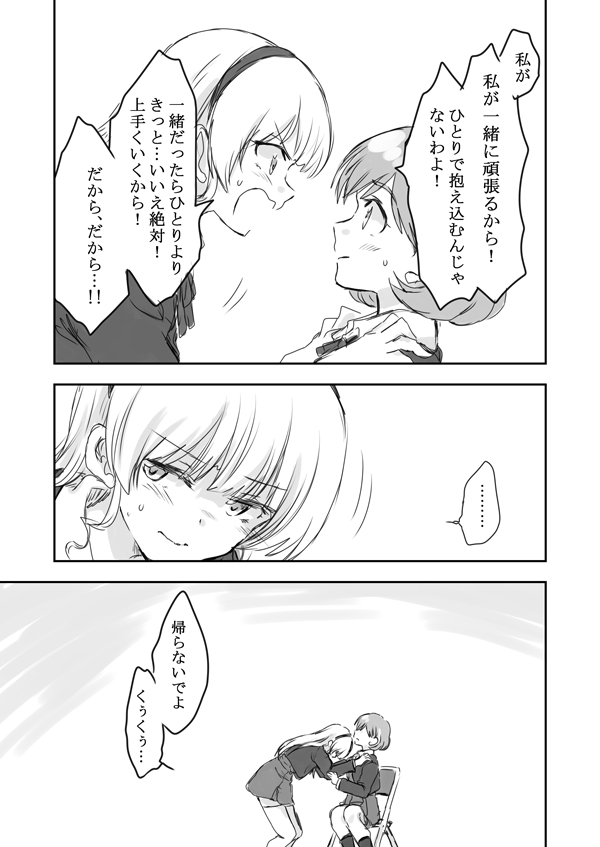 私が
私が一緒に頑張るから！
ひとりで抱え込むんじゃ
ないわよ！
一緒だったらひとりより
きっと…いいえ絶対！
上手くいくから！
だから、だから…!!
………
帰らないでよ
くぅくぅ…